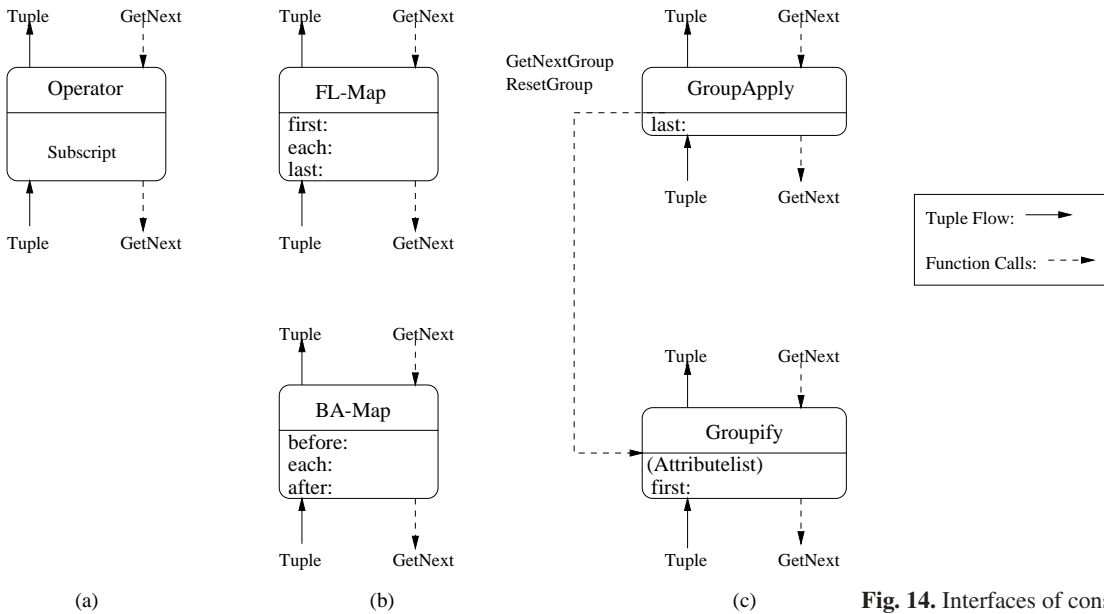 Tuple
GetNext
Operator
Subscript
Tuple
GetNext
(a)
Tuple
GetNext
FL-Map
first:
each:
last:
Tuple
GetNext
Tuple
GetNext
BA-Map
before:
each:
after:
Tuple
GetNext
(b)
Tuple
GetNext
GetNextGroup
ResetGroup
GroupApply
last:
Tuple
GetNext
Tuple
GetNext
Groupify
(Attributelist)
first:
Tuple
GetNext
(c)
Tuple Flow:
Function Calls:
Fig. 14. Interfaces of cons